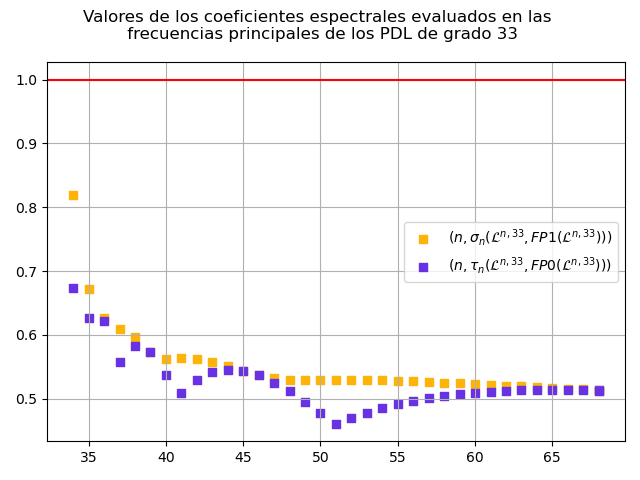 Valores de los coeficientes espectrales evaluados en las
frecuencias principales de los PDL de grado 33
1.0
0.9
0.8
0.7
0.6
0.5
(n, σₙ(ℒⁿ,³³, FP1(ℒⁿ,³³)))
(n, τₙ(ℒⁿ,³³, FP0(ℒⁿ,³³)))
35 40 45 50 55 60 65